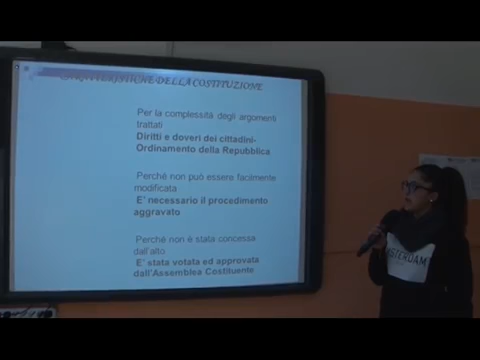 CARATTERISTICHE DELLA COSTITUZIONE
Per la complessità degli argomenti
trattati
Diritti e doveri dei cittadini-
Ordinamento della Repubblica
Perché non può essere facilmente
modificata
E' necessario il procedimento
aggravato
Perché non è stata concessa
dall'alto
E' stata votata ed approvata
dall'Assemblea Costituente
AMSTERDAM